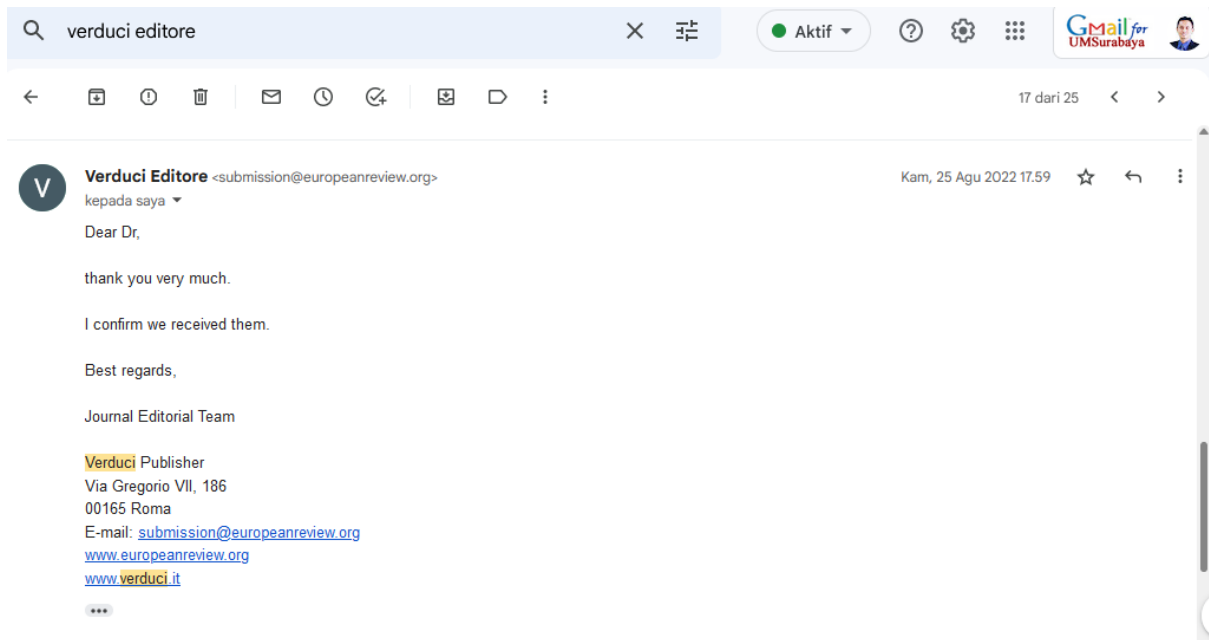 verduci editore
Aktif
Gmail for
UMSurabaya
17 dari 25
V
Verduci Editore <submission@europeanreview.org>
Kam, 25 Agu 2022 17.59
kepada saya
Dear Dr,
thank you very much.
I confirm we received them.
Best regards,
Journal Editorial Team
Verduci Publisher
Via Gregorio VII, 186
00165 Roma
E-mail: submission@europeanreview.org
www.europeanreview.org
www.verduci.it